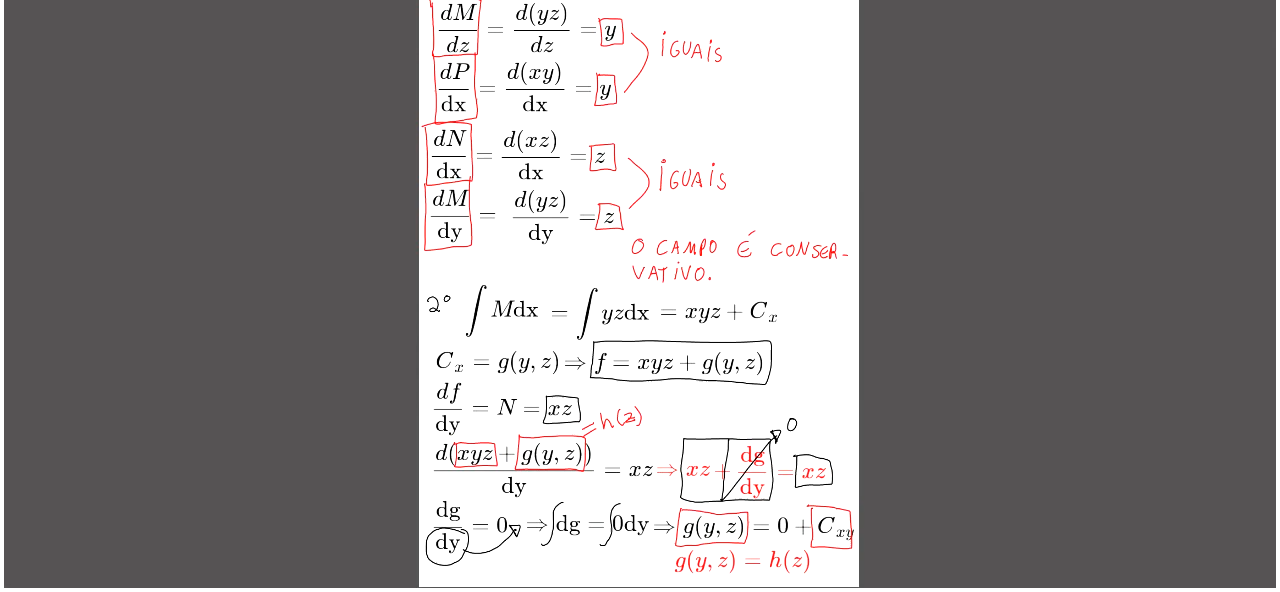 dM/dz = d(yz)/dz = y
iGUAiS
dP/dx = d(xy)/dx = y
dN/dx = d(xz)/dx = z
iGUAiS
dM/dy = d(yz)/dy = z
O CAMPO É CONSER-
VATiVO.
2° ∫ Mdx = ∫ yzdx = xyz + C_x
C_x = g(y, z) ⇒ f = xyz + g(y, z)
df/dy = N = xz
= h(z)
0
d(xyz + g(y, z))/dy = xz ⇒ xz + dg/dy = xz
dg/dy = 0 ⇒ ∫dg = ∫0dy ⇒ g(y, z) = 0 + C_xy
g(y, z) = h(z)